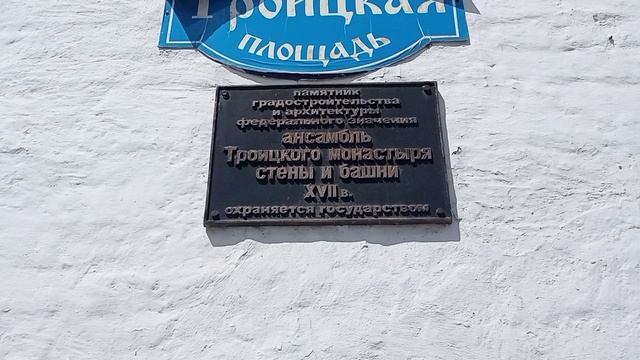 Троицкая
площадь
памятник
градостроительства
и архитектуры
федерального значения
ансамбль
Троицкого монастыря
стены и башни
XVII в.
охраняется государством